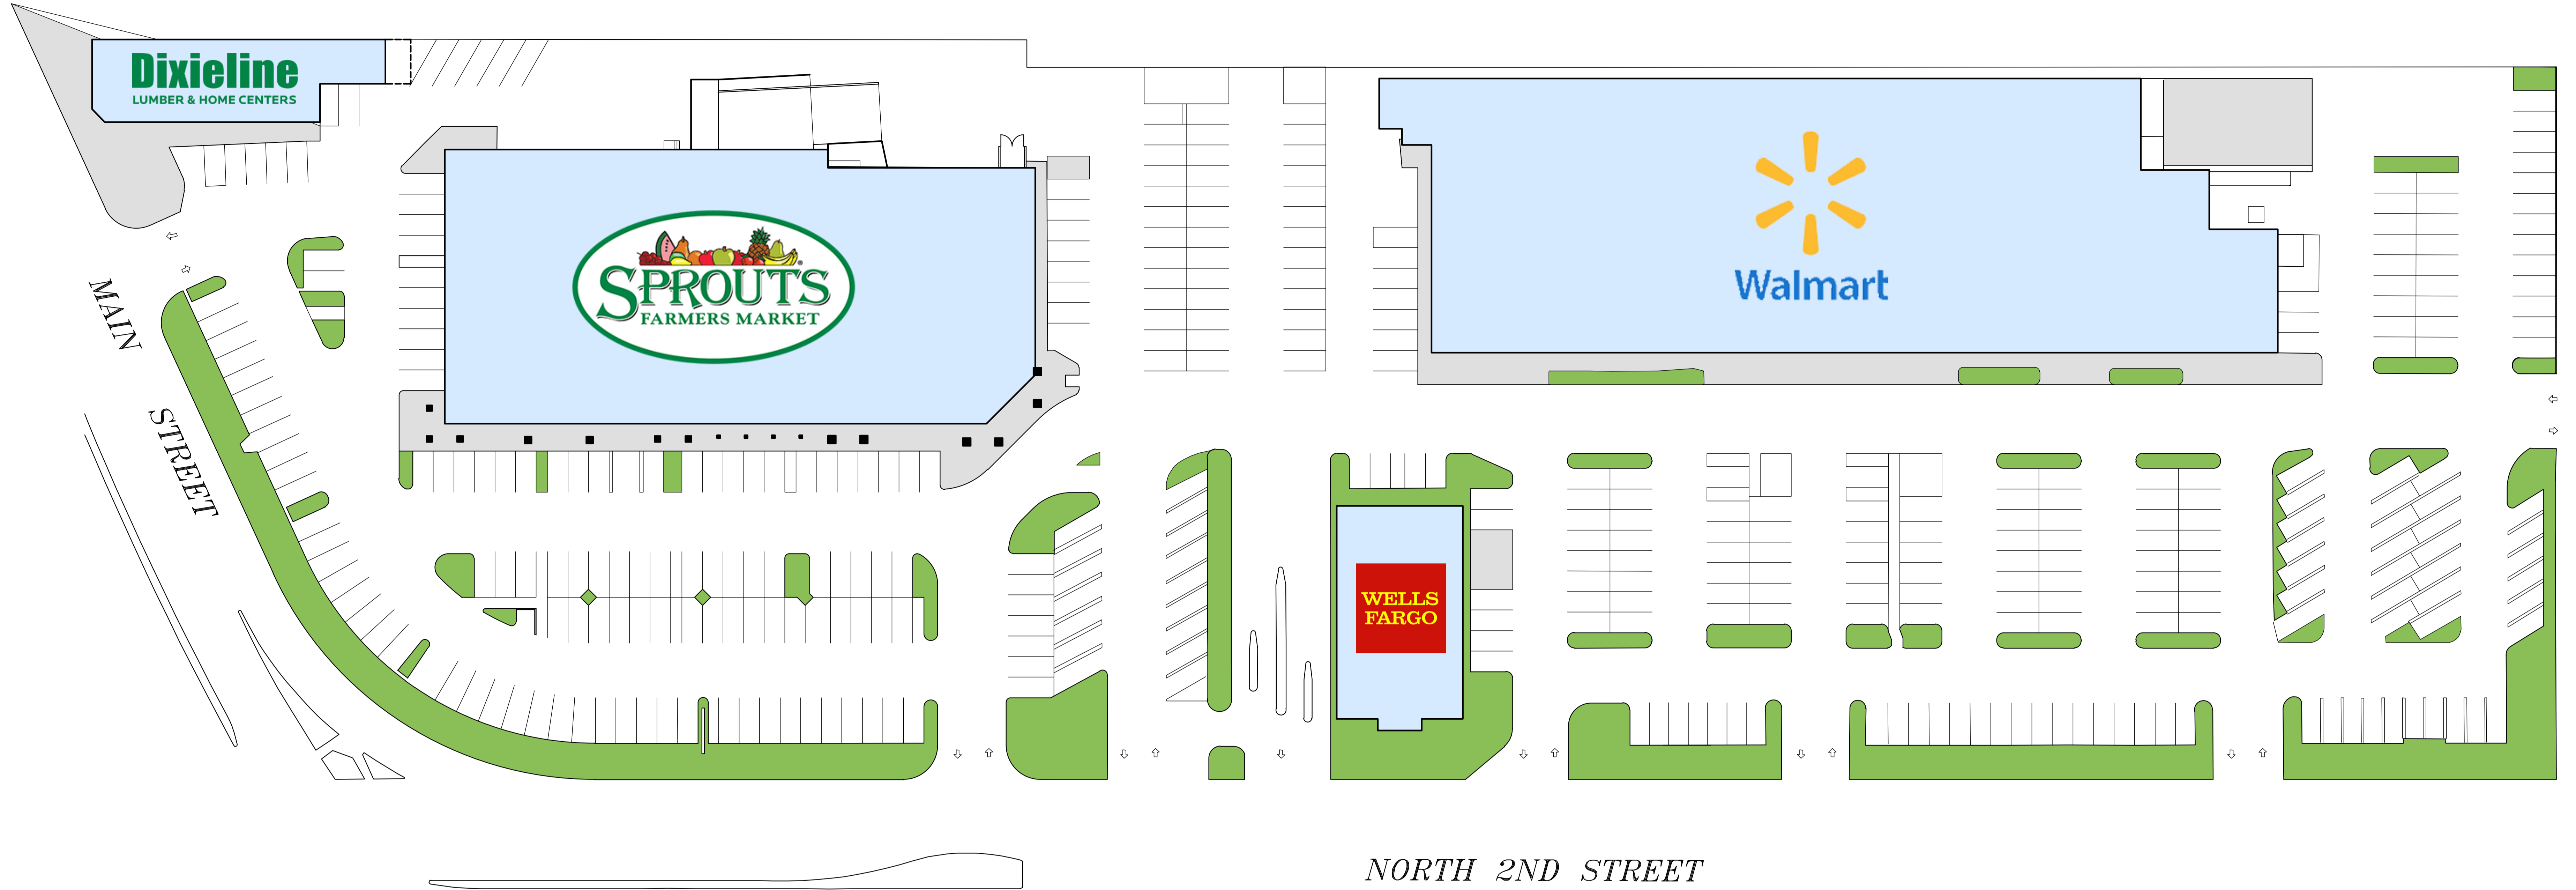 Dixieline
LUMBER & HOME CENTERS
SPROUTS
FARMERS MARKET
®
Walmart
MAIN
STREET
WELLS
FARGO
NORTH 2ND STREET